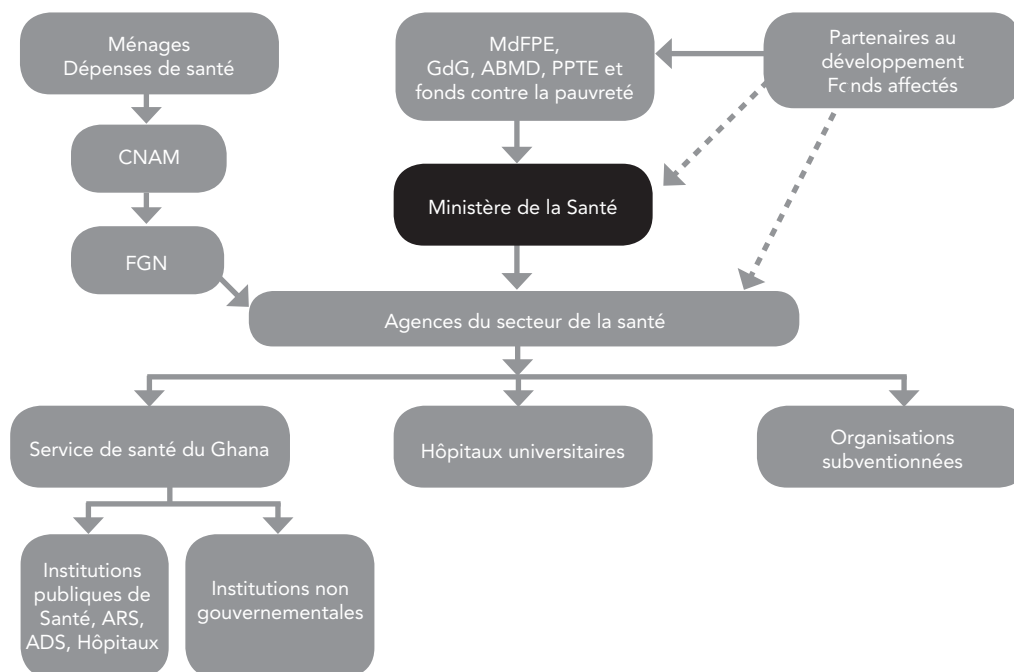 Ménages
Dépenses de santé
MdFPE,
GdG, ABMD, PPTE et
fonds contre la pauvreté
Partenaires au
développement
Fonds affectés
CNAM
Ministère de la Santé
FGN
Agences du secteur de la santé
Service de santé du Ghana
Hôpitaux universitaires
Organisations
subventionnées
Institutions
publiques de
Santé, ARS,
ADS, Hôpitaux
Institutions non
gouvernementales